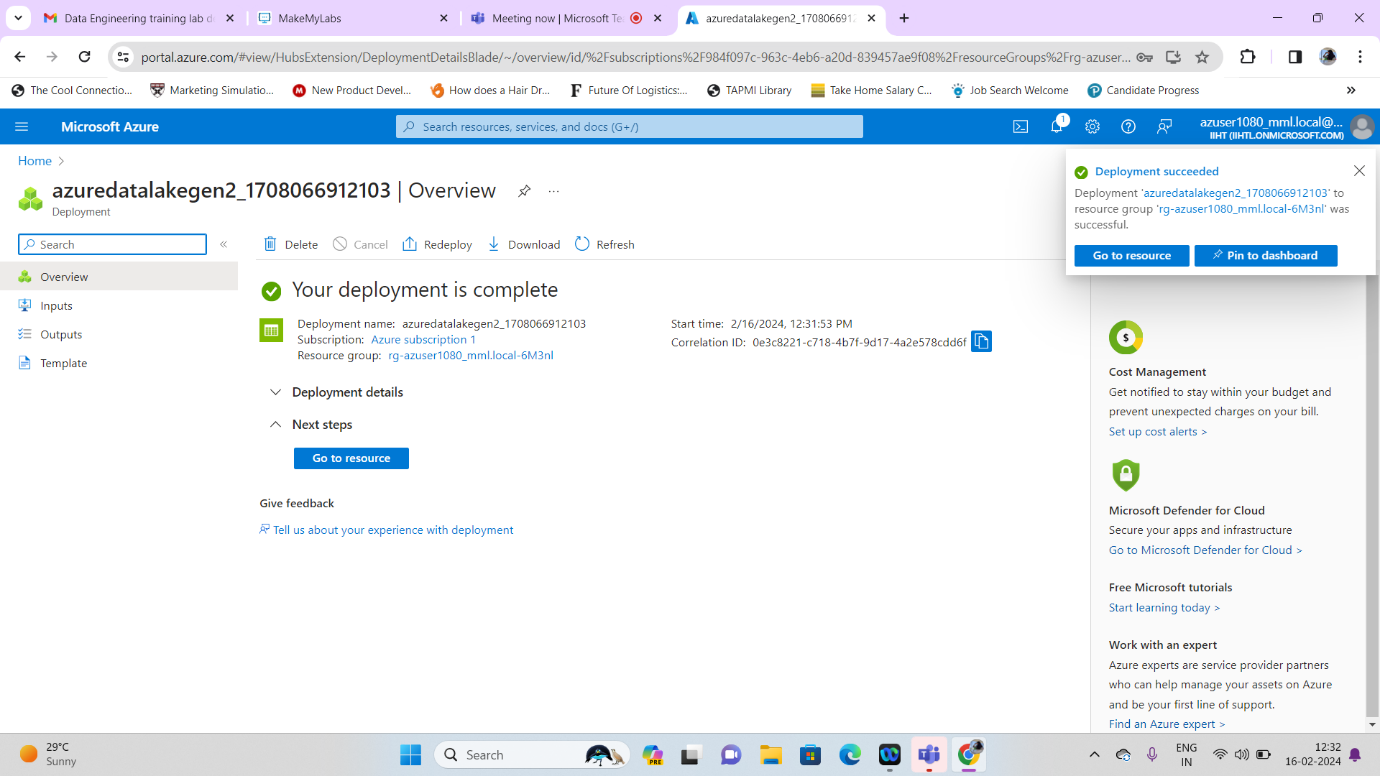 Data Engineering training lab d
MakeMyLabs
Meeting now | Microsoft Te
azuredatalakegen2_170806691
portal.azure.com/#view/HubsExtension/DeploymentDetailsBlade/~/overview/id/%2Fsubscriptions%2F984f097c-963c-4eb6-a20d-839457ae9f08%2FresourceGroups%2Frg-azuser...
The Cool Connectio...
Marketing Simulatio...
New Product Devel...
How does a Hair Dr...
Future Of Logistics:...
TAPMI Library
Take Home Salary C...
Job Search Welcome
Candidate Progress
Microsoft Azure
Search resources, services, and docs (G+/)
1
azuser1080_mml.local@...
IIHT (IIHTL.ONMICROSOFT.COM)
Home
azuredatalakegen2_1708066912103 | Overview
Deployment
Deployment succeeded
Deployment 'azuredatalakegen2_1708066912103' to
resource group 'rg-azuser1080_mml.local-6M3nl' was
successful.
Go to resource
Pin to dashboard
Search
Delete
Cancel
Redeploy
Download
Refresh
Overview
Inputs
Outputs
Template
Your deployment is complete
Deployment name: azuredatalakegen2_1708066912103
Subscription: Azure subscription 1
Resource group: rg-azuser1080_mml.local-6M3nl
Start time: 2/16/2024, 12:31:53 PM
Correlation ID: 0e3c8221-c718-4b7f-9d17-4a2e578cdd6f
Deployment details
Next steps
Go to resource
Give feedback
Tell us about your experience with deployment
$
Cost Management
Get notified to stay within your budget and
prevent unexpected charges on your bill.
Set up cost alerts >
Microsoft Defender for Cloud
Secure your apps and infrastructure
Go to Microsoft Defender for Cloud >
Free Microsoft tutorials
Start learning today >
Work with an expert
Azure experts are service provider partners
who can help manage your assets on Azure
and be your first line of support.
Find an Azure expert >
29°C
Sunny
Search
PRE
ENG
IN
12:32
16-02-2024